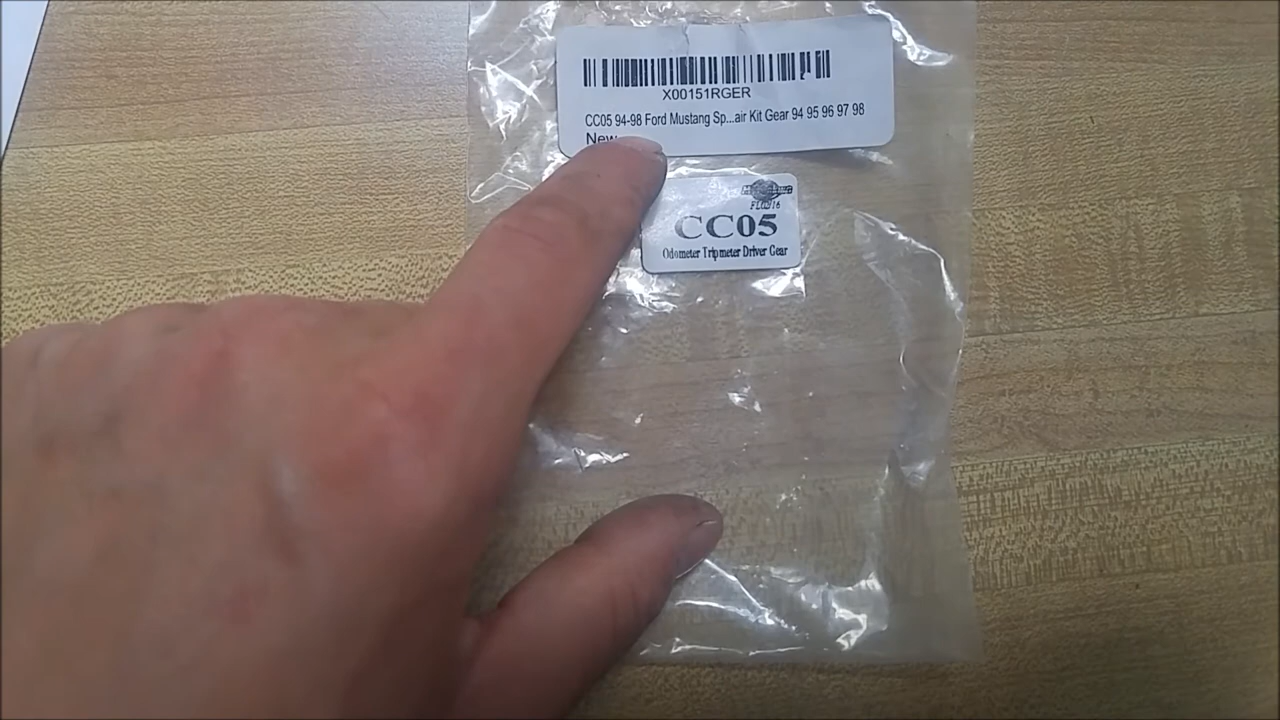 X00151RGER
CC05 94-98 Ford Mustang Sp...air Kit Gear 94 95 96 97 98
New
CC05
Odometer Tripmeter Driver Gear